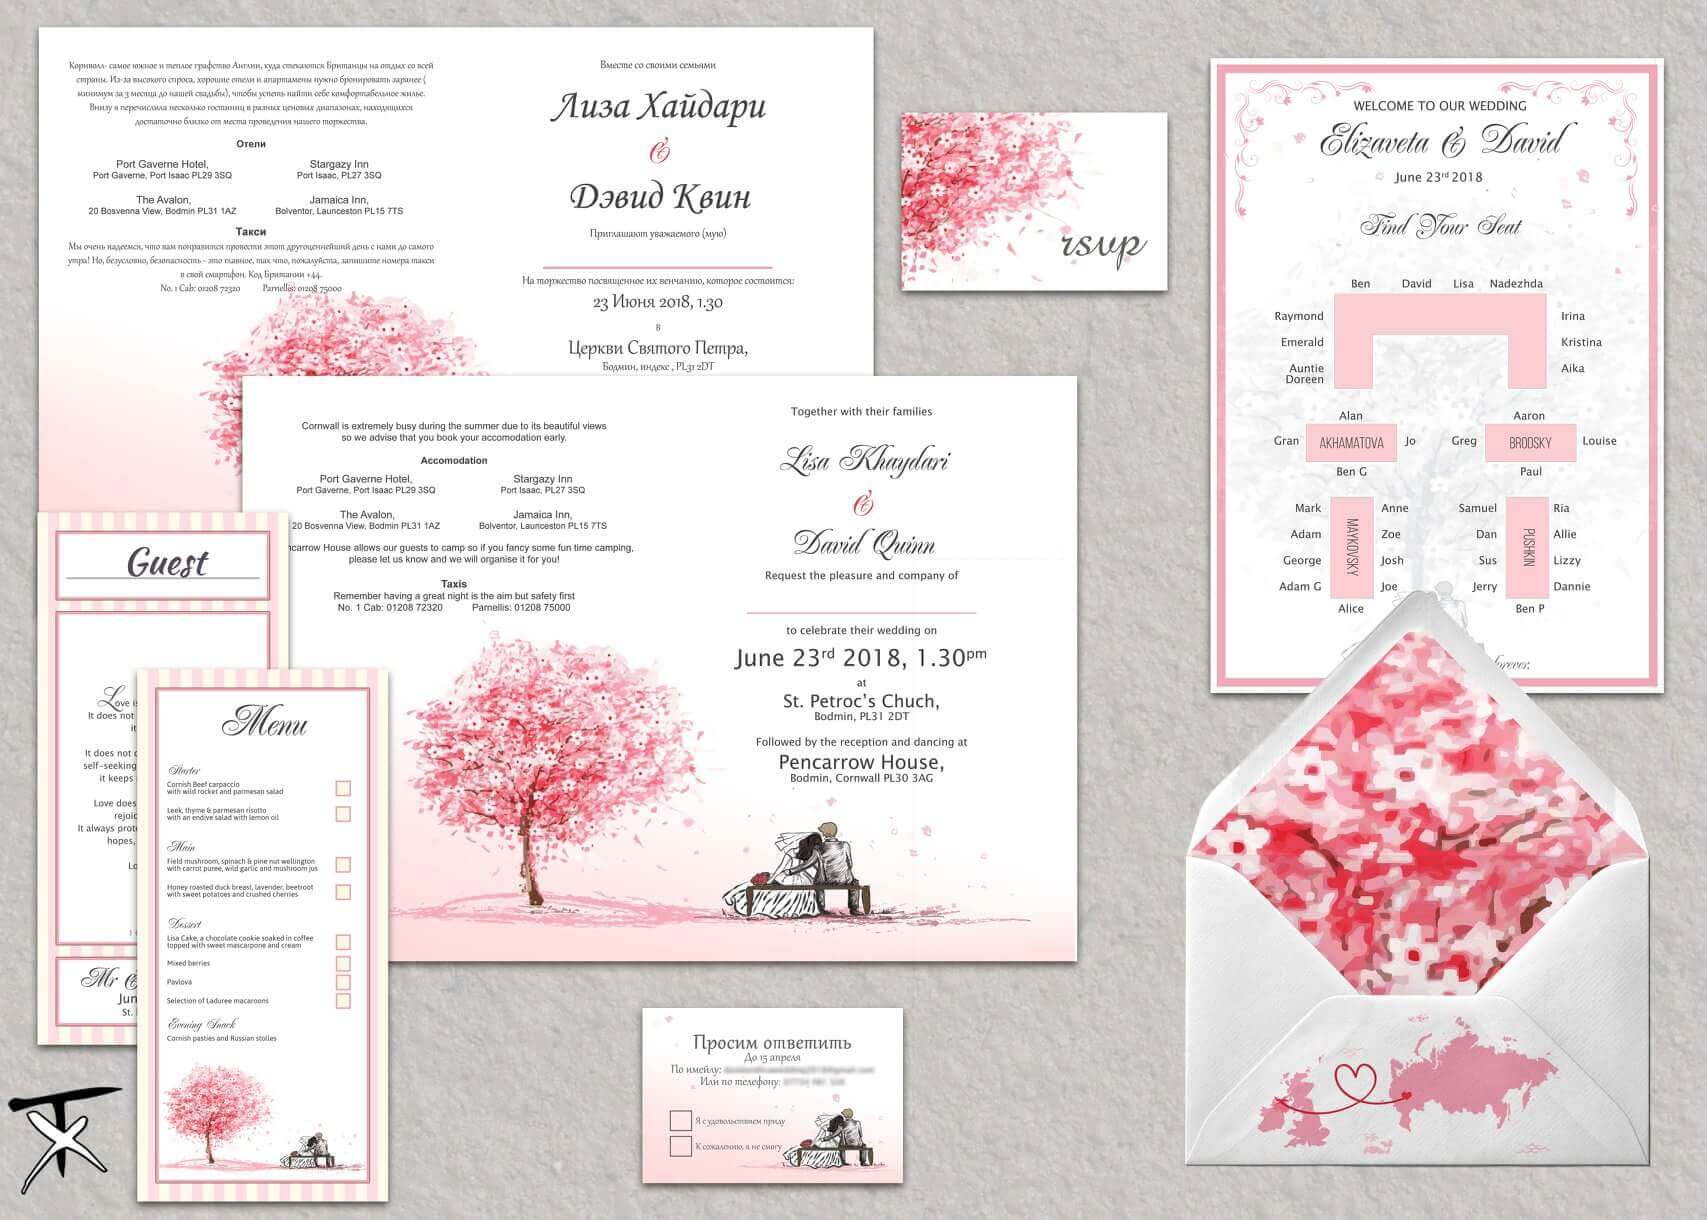 Корнволл- самое южное и теплое графство Англии, куда стекаются Британцы на отдых со всей
страны. Из-за высокого спроса, хорошие отели и апартамены нужно бронировать заранее (
минимум за 3 месяца до нашей свадьбы), чтобы успеть найти себе комфортабельное жилье.
Внизу я перечислила несколько гостиниц в разных ценовых диапазонах, находящихся
достаточно близко от места проведения нашего торжества.
Отели
Port Gaverne Hotel,
Port Gaverne, Port Isaac PL29 3SQ
Stargazy Inn
Port Isaac, PL27 3SQ
The Avalon,
20 Bosvenna View, Bodmin PL31 1AZ
Jamaica Inn,
Bolventor, Launceston PL15 7TS
Такси
Мы очень надеемся, что вам понравится провести этот другоценнейший день с нами до самого
утра! Но, безусловно, безопасность - это главное, так что, пожалуйста, запишите номера такси
в свой смартфон. Код Британии +44.
No. 1 Cab: 01208 72320 Parnellis: 01208 75000
Вместе со своими семьями
Лиза Хайдари
&
Дэвид Квин
Приглашают уважаемого (мую)
На торжество посвященное их венчанию, которое состоится:
23 Июня 2018, 1.30
в
Церкви Святого Петра,
Бодмин, индекс , PL31 2DT
rsvp
WELCOME TO OUR WEDDING
Elizaveta & David
June 23rd 2018
Find Your Seat
Ben David Lisa Nadezhda
Raymond
Emerald
Auntie
Doreen
Irina
Kristina
Aika
Alan
Gran AKHAMATOVA Jo
Ben G
Aaron
Greg BRODSKY Louise
Paul
Mark
Adam
George
Adam G
MAYKOVSKY
Anne
Zoe
Josh
Joe
Alice
Samuel
Dan
Sus
Jerry
PUSHKIN
Ria
Allie
Lizzy
Dannie
Ben P
forever.
Cornwall is extremely busy during the summer due to its beautiful views
so we advise that you book your accomodation early.
Accomodation
Port Gaverne Hotel,
Port Gaverne, Port Isaac PL29 3SQ
Stargazy Inn
Port Isaac, PL27 3SQ
The Avalon,
20 Bosvenna View, Bodmin PL31 1AZ
Jamaica Inn,
Bolventor, Launceston PL15 7TS
ncarrow House allows our guests to camp so if you fancy some fun time camping,
please let us know and we will organise it for you!
Taxis
Remember having a great night is the aim but safety first
No. 1 Cab: 01208 72320 Parnellis: 01208 75000
Together with their families
Lisa Khaydari
&
David Quinn
Request the pleasure and company of
to celebrate their wedding on
June 23rd 2018, 1.30pm
at
St. Petroc's Chuch,
Bodmin, PL31 2DT
Followed by the reception and dancing at
Pencarrow House,
Bodmin, Cornwall PL30 3AG
Guest
Love is
It does not
it
It does not d
self-seeking
it keeps
Love does
rejoic
It always prote
hopes,
Lo
Mr &
Jun
St.
Menu
Starter
Cornish Beef carpaccio
with wild rocket and parmesan salad
Leek, thyme & parmesan risotto
with an endive salad with lemon oil
Main
Field mushroom, spinach & pine nut wellington
with carrot puree, wild garlic and mushroom jus
Honey roasted duck breast, lavender, beetroot
with sweet potatoes and crushed cherries
Dessert
Lisa Cake, a chocolate cookie soaked in coffee
topped with sweet mascarpone and cream
Mixed berries
Pavlova
Selection of Laduree macaroons
Evening Snack
Cornish pasties and Russian stolles
Просим ответить
До 15 апреля
По имейлу:
Или по телефону:
Я с удовольствием приду
К сожалению, я не смогу